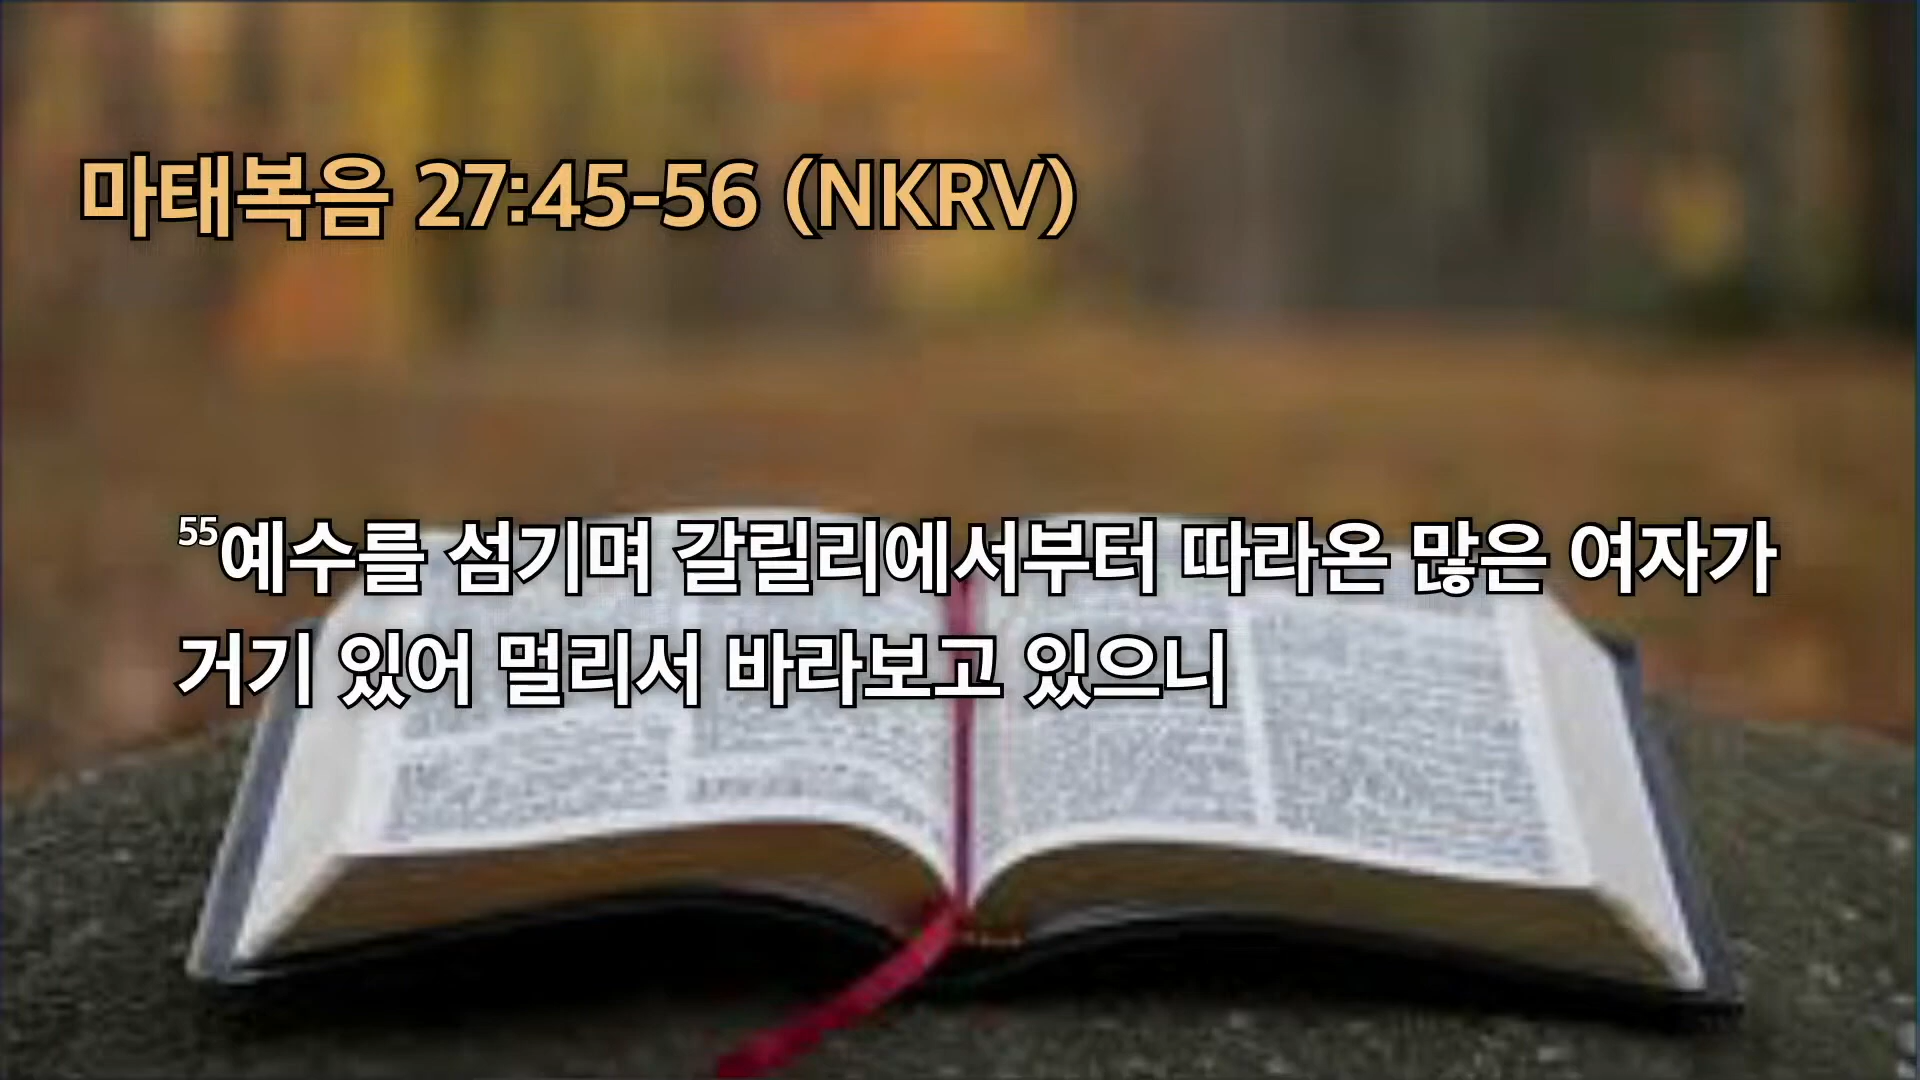 마태복음 27:45-56 (NKRV)
55예수를 섬기며 갈릴리에서부터 따라온 많은 여자가
거기 있어 멀리서 바라보고 있으니